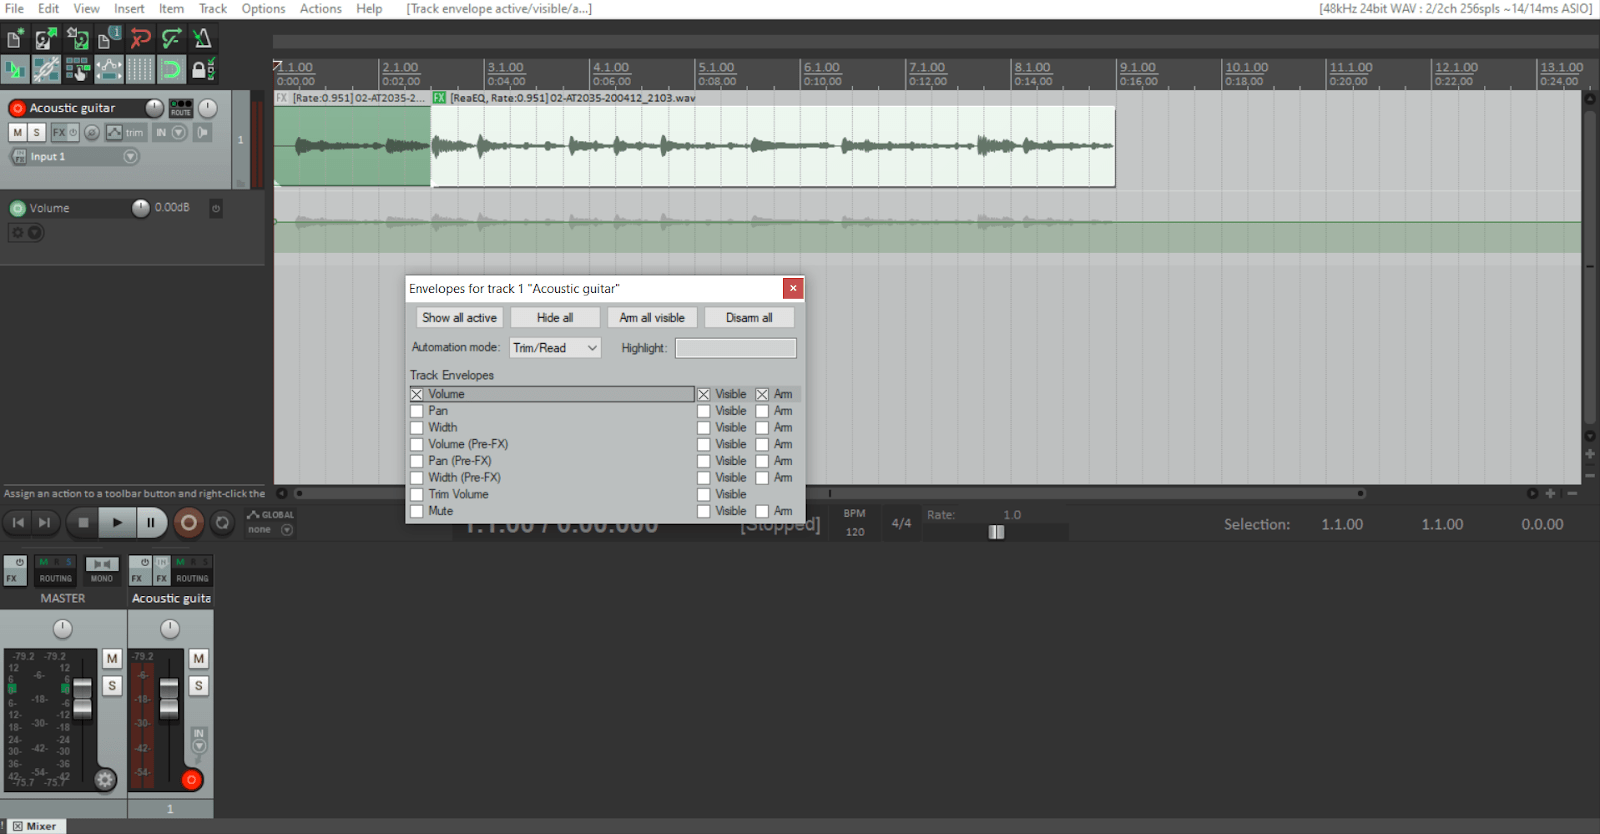 File Edit View Insert Item Track Options Actions Help [Track envelope active/visible/a...] [48kHz 24bit WAV : 2/2ch 256spls ~14/14ms ASIO]
1.1.00 2.1.00 3.1.00 4.1.00 5.1.00 6.1.00 7.1.00 8.1.00 9.1.00 10.1.00 11.1.00 12.1.00 13.1.00
0:00.00 0:02.00 0:04.00 0:06.00 0:08.00 0:10.00 0:12.00 0:14.00 0:16.00 0:18.00 0:20.00 0:22.00 0:24.00
FX [Rate:0.951] 02-AT2035-2... FX [ReaEQ, Rate:0.951] 02-AT2035-200412_2103.wav
Acoustic guitar ROUTE
M S FX trim IN 1
Input 1
Volume 0.00dB
Envelopes for track 1 "Acoustic guitar"
Show all active Hide all Arm all visible Disarm all
Automation mode: Trim/Read Highlight:
Track Envelopes
Volume Visible Arm
Pan Visible Arm
Width Visible Arm
Volume (Pre-FX) Visible Arm
Pan (Pre-FX) Visible Arm
Width (Pre-FX) Visible Arm
Trim Volume Visible
Mute Visible Arm
Assign an action to a toolbar button and right-click the
GLOBAL
none
1.1.00 / 0:00.000 [Stopped]
BPM
120
4/4
Rate: 1.0
Selection: 1.1.00 1.1.00 0.0.00
FX M R S ROUTING MONO
FX IN FX M R S ROUTING
MASTER Acoustic guita
-79.2 -79.2 M -79.2 M
12 12
6 -6- 6 S -6- S
6- -18- -6 -18-
12- -12
18- -30- -18 -30- IN
24- -24
30- -42- -30 -42-
36- -36
42- -54- -42 -54-
-75.7 -75.7
1
Mixer